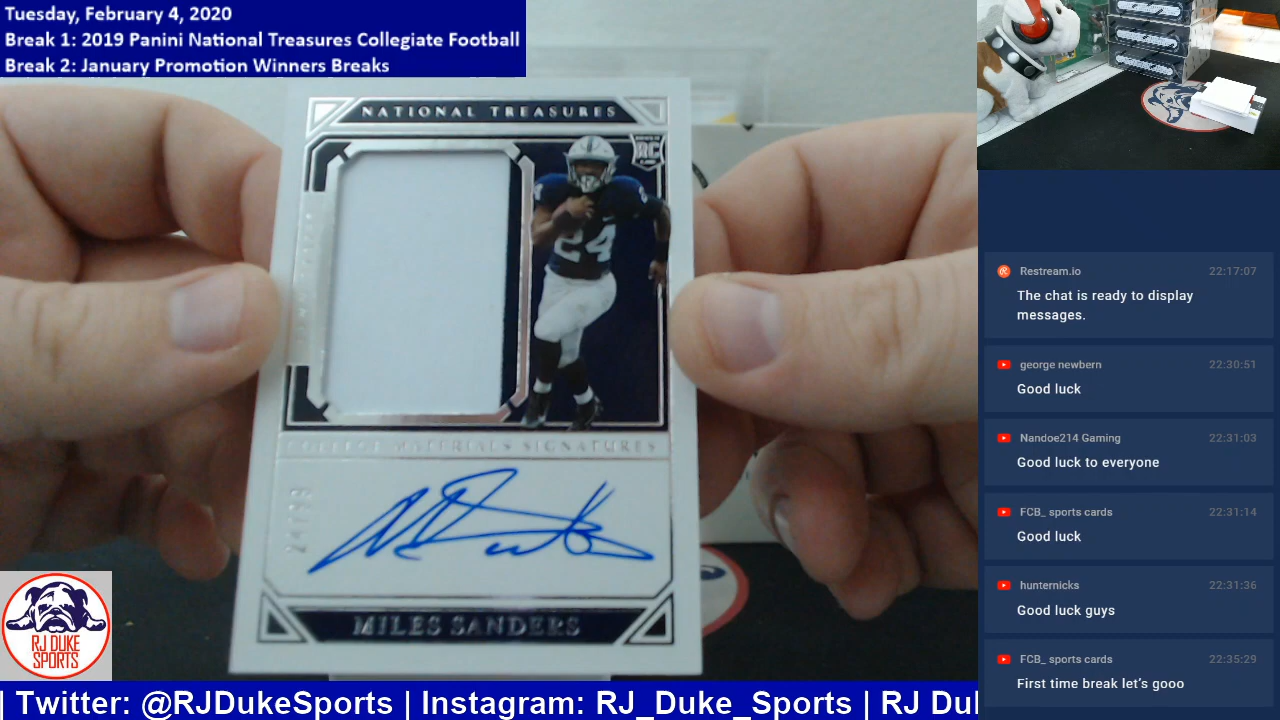 Tuesday, February 4, 2020
Break 1: 2019 Panini National Treasures Collegiate Football
Break 2: January Promotion Winners Breaks
NATIONAL TREASURES
RC
24
COLLEGE MATERIALS SIGNATURES
MILES SANDERS
RJ DUKE
SPORTS
Restream.io 22:17:07
The chat is ready to display
messages.
george newbern 22:30:51
Good luck
Nandoe214 Gaming 22:31:03
Good luck to everyone
FCB_ sports cards 22:31:14
Good luck
hunternicks 22:31:36
Good luck guys
FCB_ sports cards 22:35:29
First time break let's gooo
| Twitter: @RJDukeSports | Instagram: RJ_Duke_Sports | RJ Du